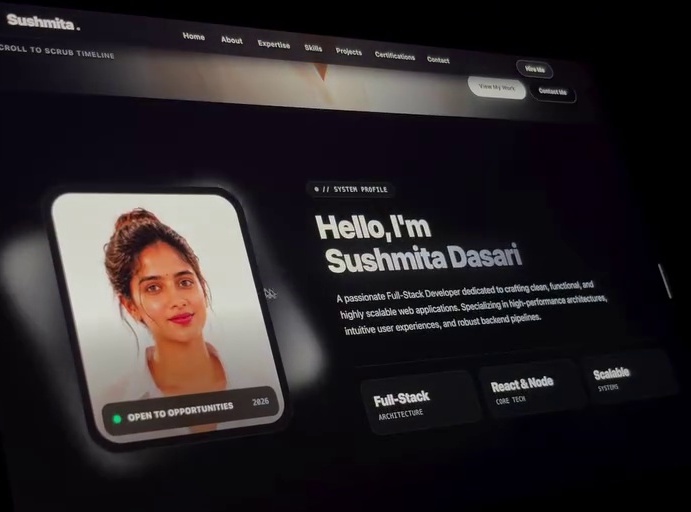 Sushmita.
Home About Expertise Skills Projects Certifications Contact
Hire Me
SCROLL TO SCRUB TIMELINE
View My Work
Contact Me
// SYSTEM PROFILE
Hello,I'm
Sushmita Dasari
A passionate Full-Stack Developer dedicated to crafting clean, functional, and
highly scalable web applications. Specializing in high-performance architectures,
intuitive user experiences, and robust backend pipelines.
OPEN TO OPPORTUNITIES 2026
Full-Stack
ARCHITECTURE
React & Node
CORE TECH
Scalable
SYSTEMS